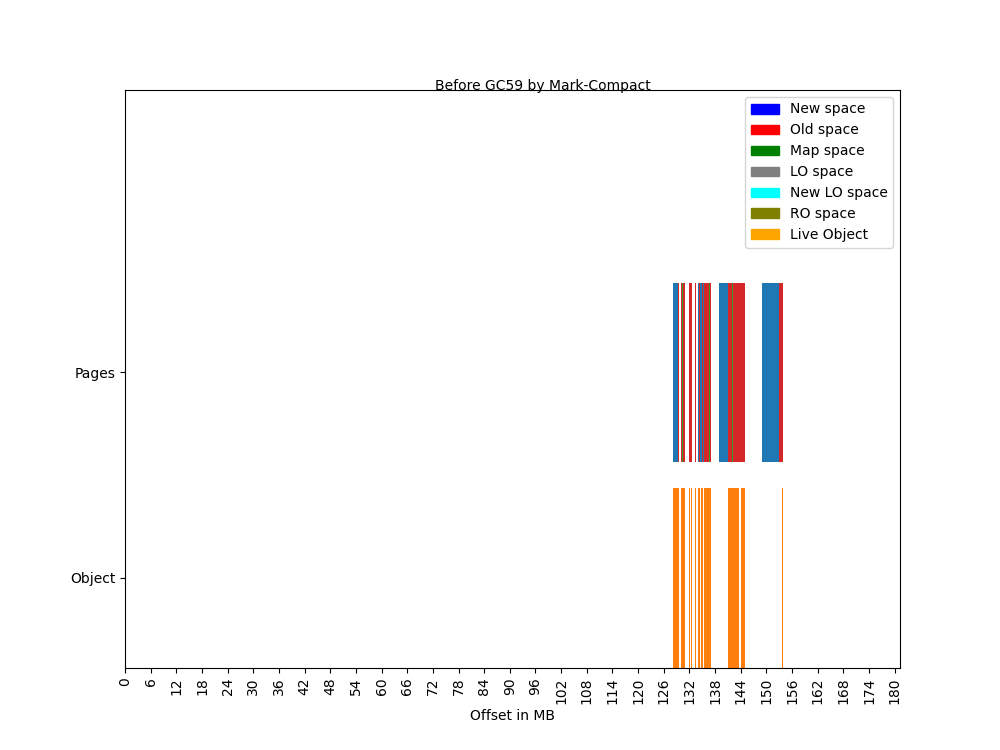 Before GC59 by Mark-Compact
New space
Old space
Map space
LO space
New LO space
RO space
Live Object
Pages
Object
0 6 12 18 24 30 36 42 48 54 60 66 72 78 84 90 96 102 108 114 120 126 132 138 144 150 156 162 168 174 180
Offset in MB